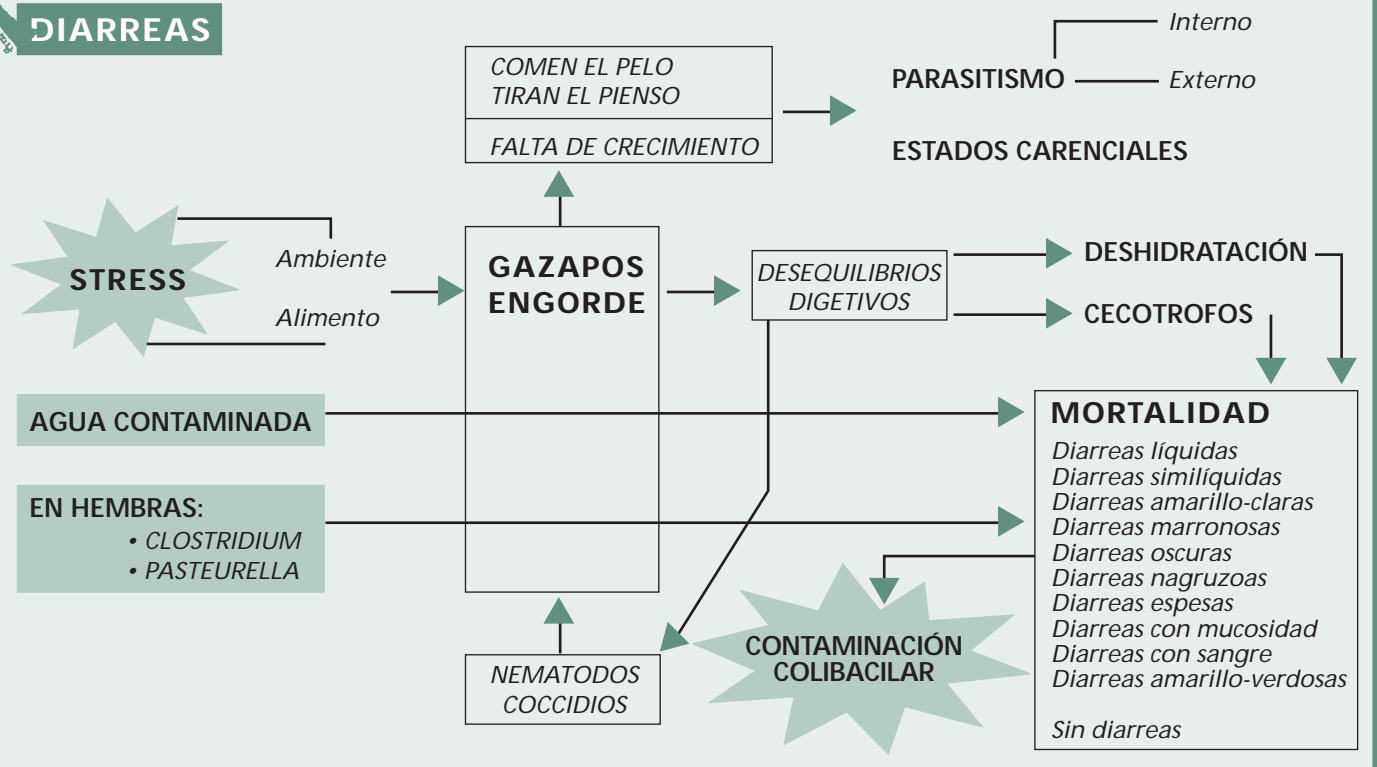 DIARREAS
COMEN EL PELO
TIRAN EL PIENSO
FALTA DE CRECIMIENTO
PARASITISMO
Interno
Externo
ESTADOS CARENCIALES
STRESS
Ambiente
Alimento
GAZAPOS
ENGORDE
DESEQUILIBRIOS
DIGETIVOS
DESHIDRATACIÓN
CECOTROFOS
AGUA CONTAMINADA
EN HEMBRAS:
• CLOSTRIDIUM
• PASTEURELLA
MORTALIDAD
Diarreas líquidas
Diarreas similíquidas
Diarreas amarillo-claras
Diarreas marronosas
Diarreas oscuras
Diarreas nagruzoas
Diarreas espesas
Diarreas con mucosidad
Diarreas con sangre
Diarreas amarillo-verdosas
Sin diarreas
CONTAMINACIÓN
COLIBACILAR
NEMATODOS
COCCIDIOS